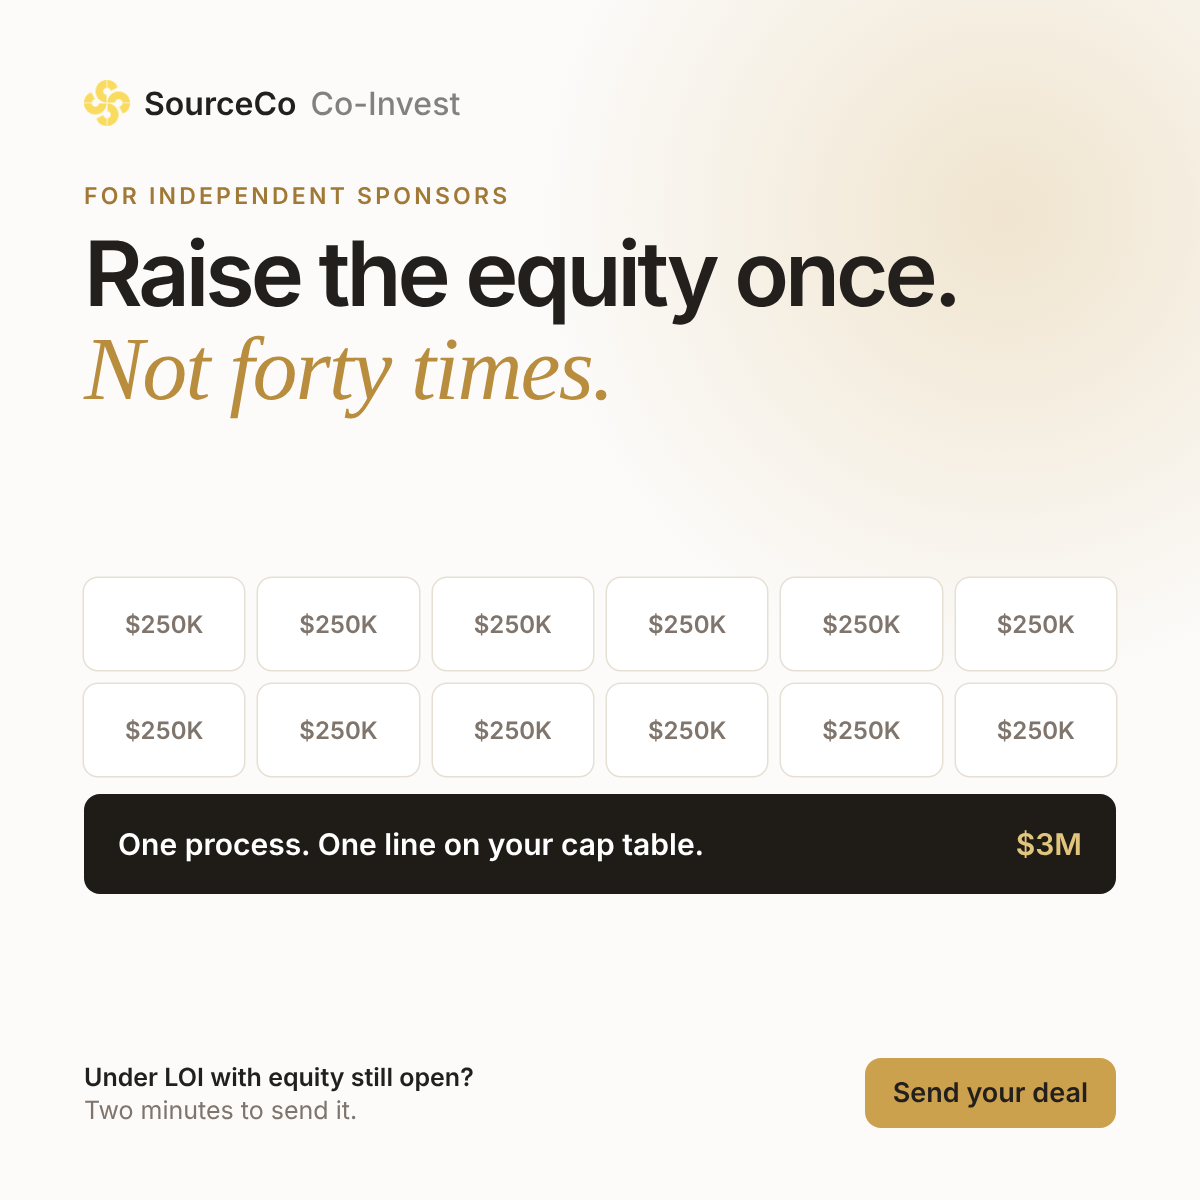 SourceCo Co-Invest
FOR INDEPENDENT SPONSORS
Raise the equity once.
Not forty times.
$250K $250K $250K $250K $250K $250K
$250K $250K $250K $250K $250K $250K
One process. One line on your cap table. $3M
Under LOI with equity still open?
Two minutes to send it.
Send your deal